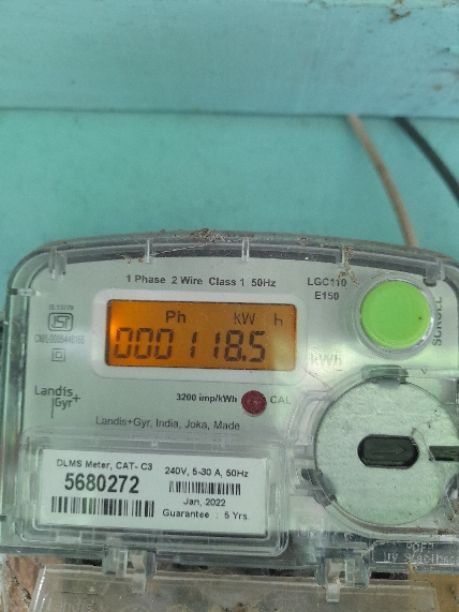 1 Phase 2 Wire Class 1 50Hz
LGC110
E150
SCROLL
ISI
Ph kW h
0001118.5
kWh
Landis
Gyr+
3200 imp/kWh CAL
Landis+Gyr, India, Joka, Made
DLMS Meter, CAT- C3
5680272
240V, 5-30 A, 50Hz
Jan, 2022
Guarantee : 5 Yrs.